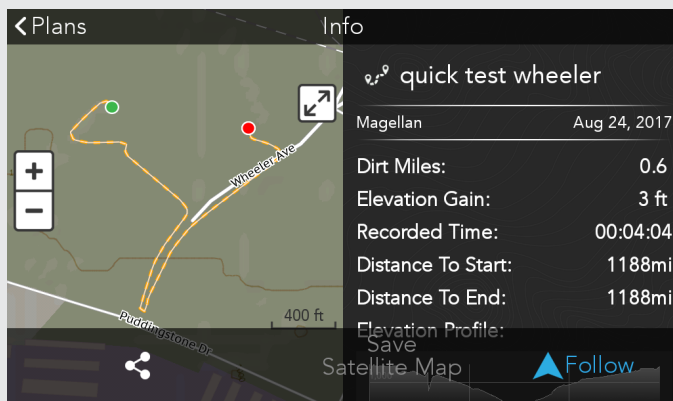 Plans
Info
quick test wheeler
Magellan
Aug 24, 2017
Dirt Miles: 0.6
Elevation Gain: 3 ft
Recorded Time: 00:04:04
Distance To Start: 1188mi
Distance To End: 1188mi
Elevation Profile:
Wheeler Ave
Puddingstone Dr
400 ft
+
−
Save
Satellite Map
Follow